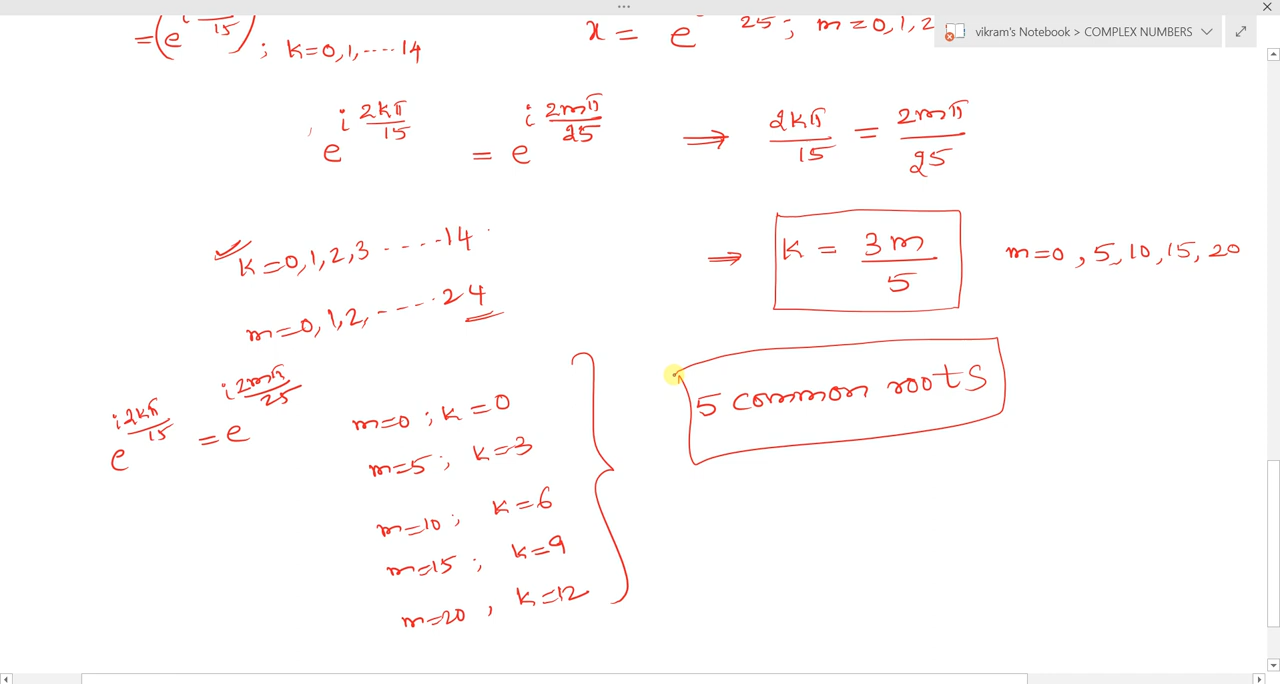 vikram's Notebook > COMPLEX NUMBERS
= (e^{i 15}) ; k=0,1,.....14
x = e 25 ; m=0,1,2
e^{i 2kπ/15} = e^{i 2mπ/25} ⇒ 2kπ/15 = 2mπ/25
k=0,1,2,3 .....14
⇒ k = 3m/5 m=0, 5, 10, 15, 20
m=0,1,2,.....24
e^{i2kπ/15} = e^{i2mπ/25}
5 common roots
m=0 ; k=0
m=5 ; k=3
m=10 ; k=6
m=15 ; k=9
m=20 , k=12